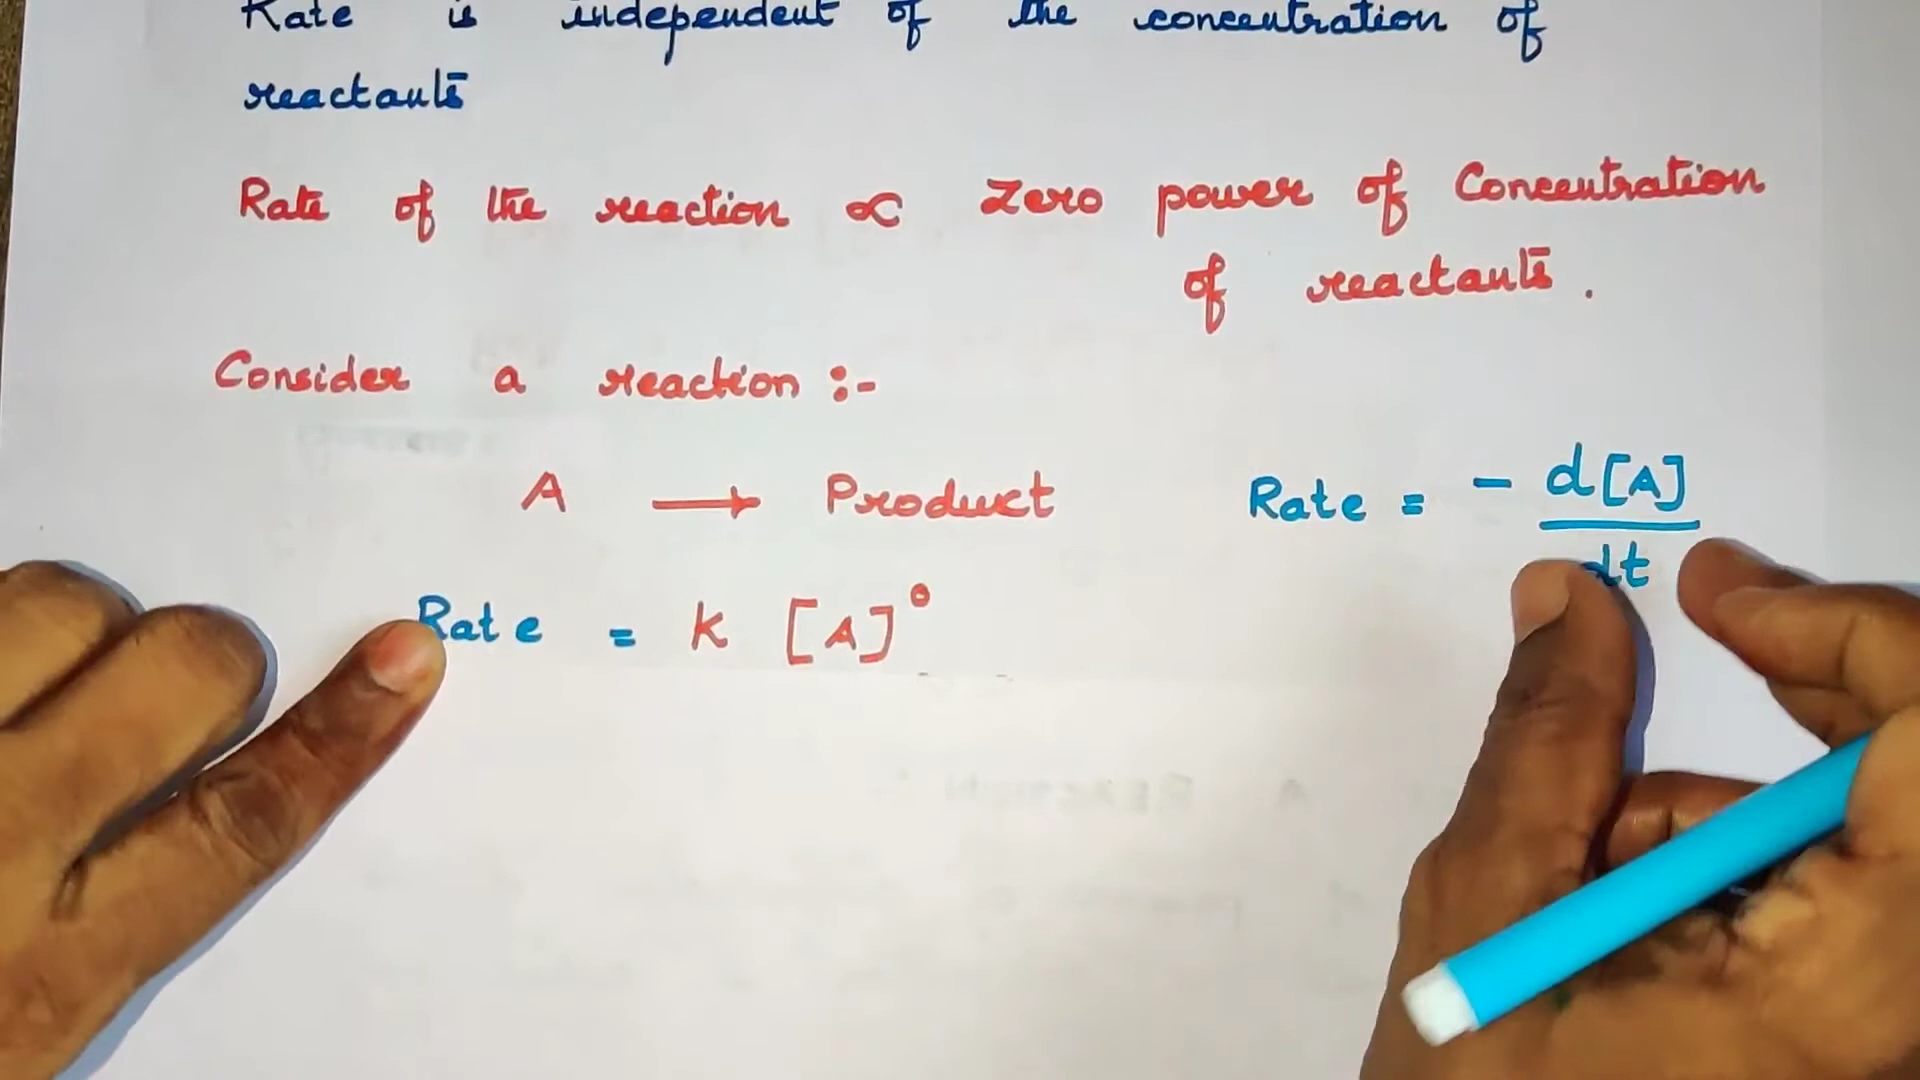 Rate is independent of the concentration of
reactants
Rate of the reaction ∝ Zero power of Concentration
of reactants .
Consider a reaction :-
A → Product
Rate = - d[A]
dt
Rate = k [A]⁰